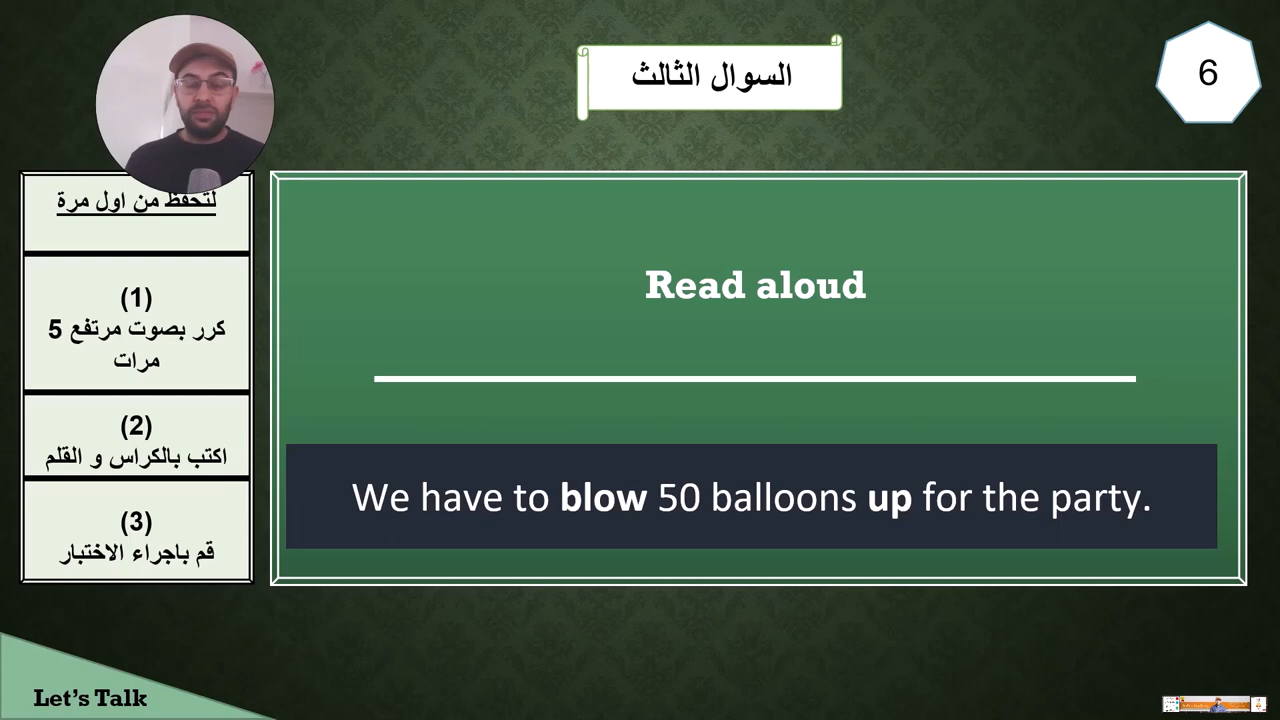 السوال الثالث
6
لتحفظ من اول مرة
(1)
كرر بصوت مرتفع 5
مرات
(2)
اكتب بالكراس و القلم
(3)
قم باجراء الاختبار
Read aloud
We have to blow 50 balloons up for the party.
Let's Talk